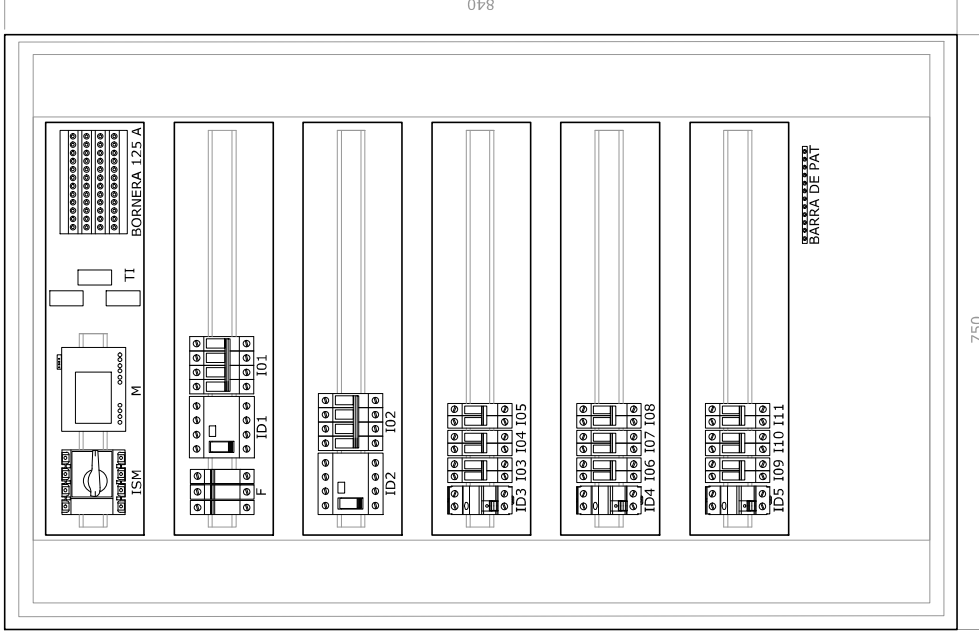 840
750
BORNERA 125 A
TI
M
ISM
I01
ID1
F
I02
ID2
I05
I04
I03
ID3
I08
I07
I06
ID4
I11
I10
I09
ID5
BARRA DE PAT